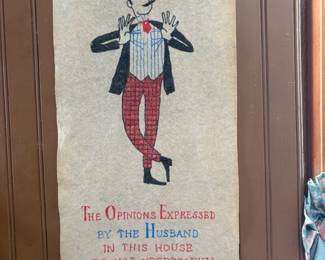 The Opinions Expressed
by the Husband
in this House
```